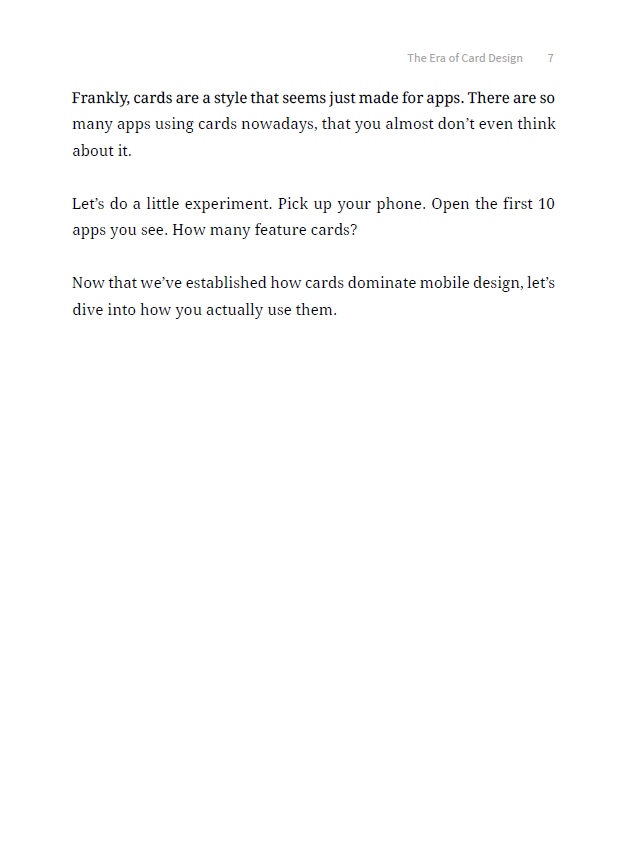 The Era of Card Design 7
Frankly, cards are a style that seems just made for apps. There are so
many apps using cards nowadays, that you almost don’t even think
about it.
Let’s do a little experiment. Pick up your phone. Open the first 10
apps you see. How many feature cards?
Now that we’ve established how cards dominate mobile design, let’s
dive into how you actually use them.